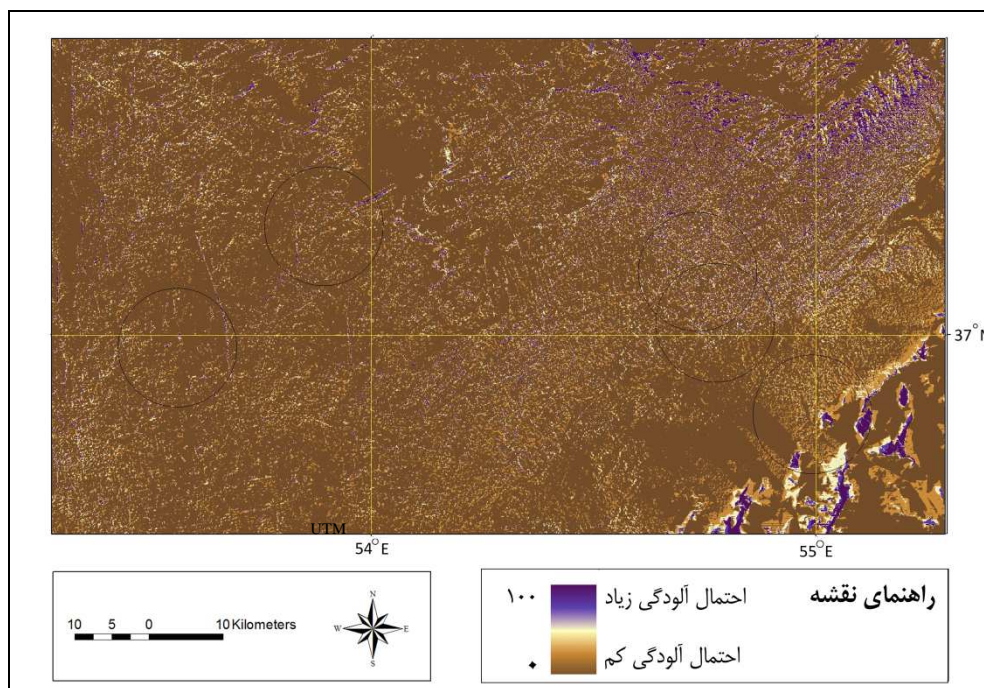 37°N
UTM
54°E
55°E
10 5 0 10 Kilometers
N
W E
S
راهنمای نقشه
۱۰۰ احتمال آلودگی زیاد
۰ احتمال آلودگی کم